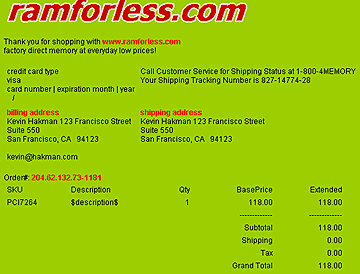 ramforless.com
Thank you for shopping with www.ramforless.com
factory direct memory at everyday low prices!
credit card type Call Customer Service for Shipping Status at 1-800-4MEMORY
visa Your Shipping Tracking Number is 827-14774-28
card number | expiration month | year
/
billing address shipping address
Kevin Hakman 123 Francisco Street Kevin Hakman 123 Francisco Street
Suite 550 Suite 550
San Francisco, CA 94123 San Francisco, CA 94123
kevin@hakman.com
Order#: 204.62.132.73-1181
SKU Description Qty BasePrice Extended
PCI7264 $description$ 1 118.00 118.00
------------- -------------
Subtotal 118.00
Shipping 0.00
Tax 0.00
Grand Total 118.00